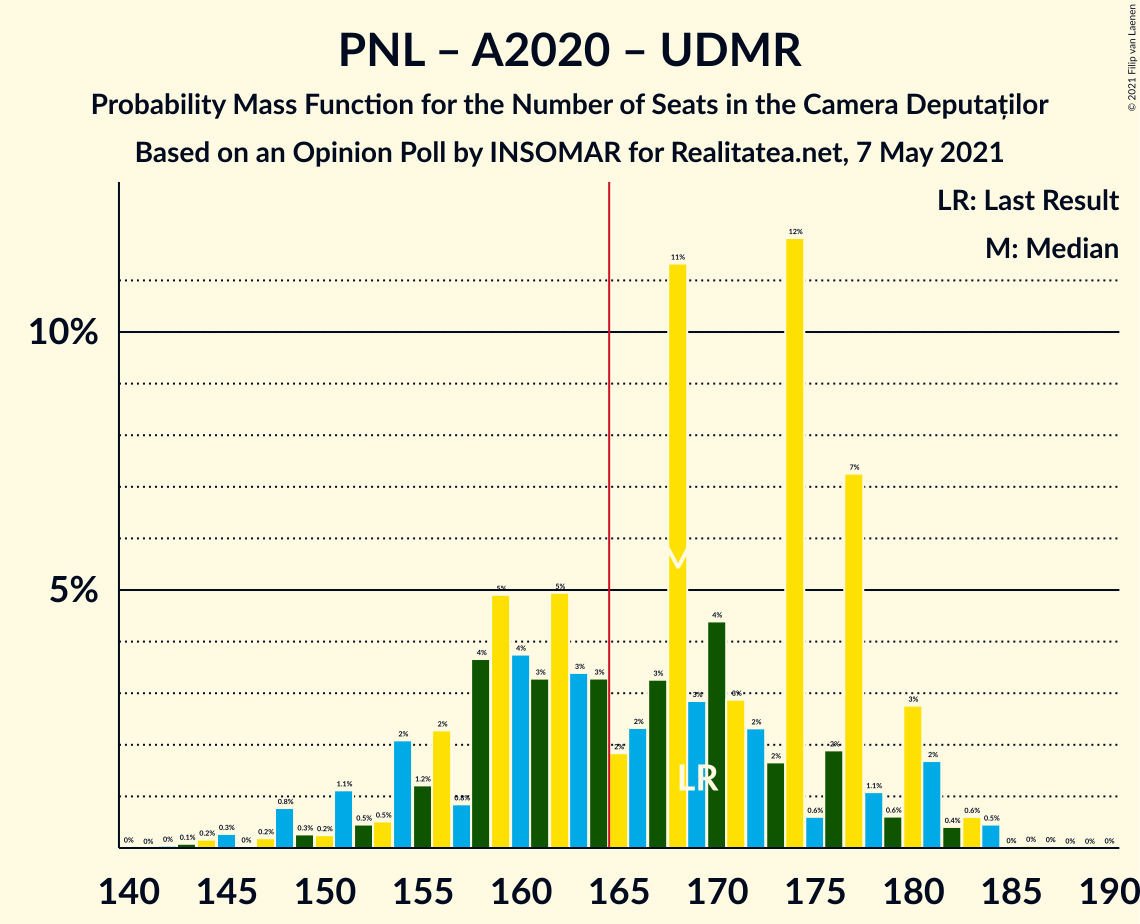 PNL – A2020 – UDMR
Probability Mass Function for the Number of Seats in the Camera Deputaților
Based on an Opinion Poll by INSOMAR for Realitatea.net, 7 May 2021
© 2021 Filip van Laenen
LR: Last Result
M: Median
10%
5%
0% 0% 0% 0.1% 0.2% 0.3% 0% 0.2% 0.8% 0.3% 0.2% 1.1% 0.5% 0.5% 2% 1.2% 2% 0.8% 4% 5% 4% 3% 5% 3% 3% 2% 2% 3% 11% 3% 4% 3% 2% 2% 12% 0.6% 2% 7% 1.1% 0.6% 3% 2% 0.4% 0.6% 0.5% 0% 0% 0% 0% 0% 0%
M
LR
140 145 150 155 160 165 170 175 180 185 190